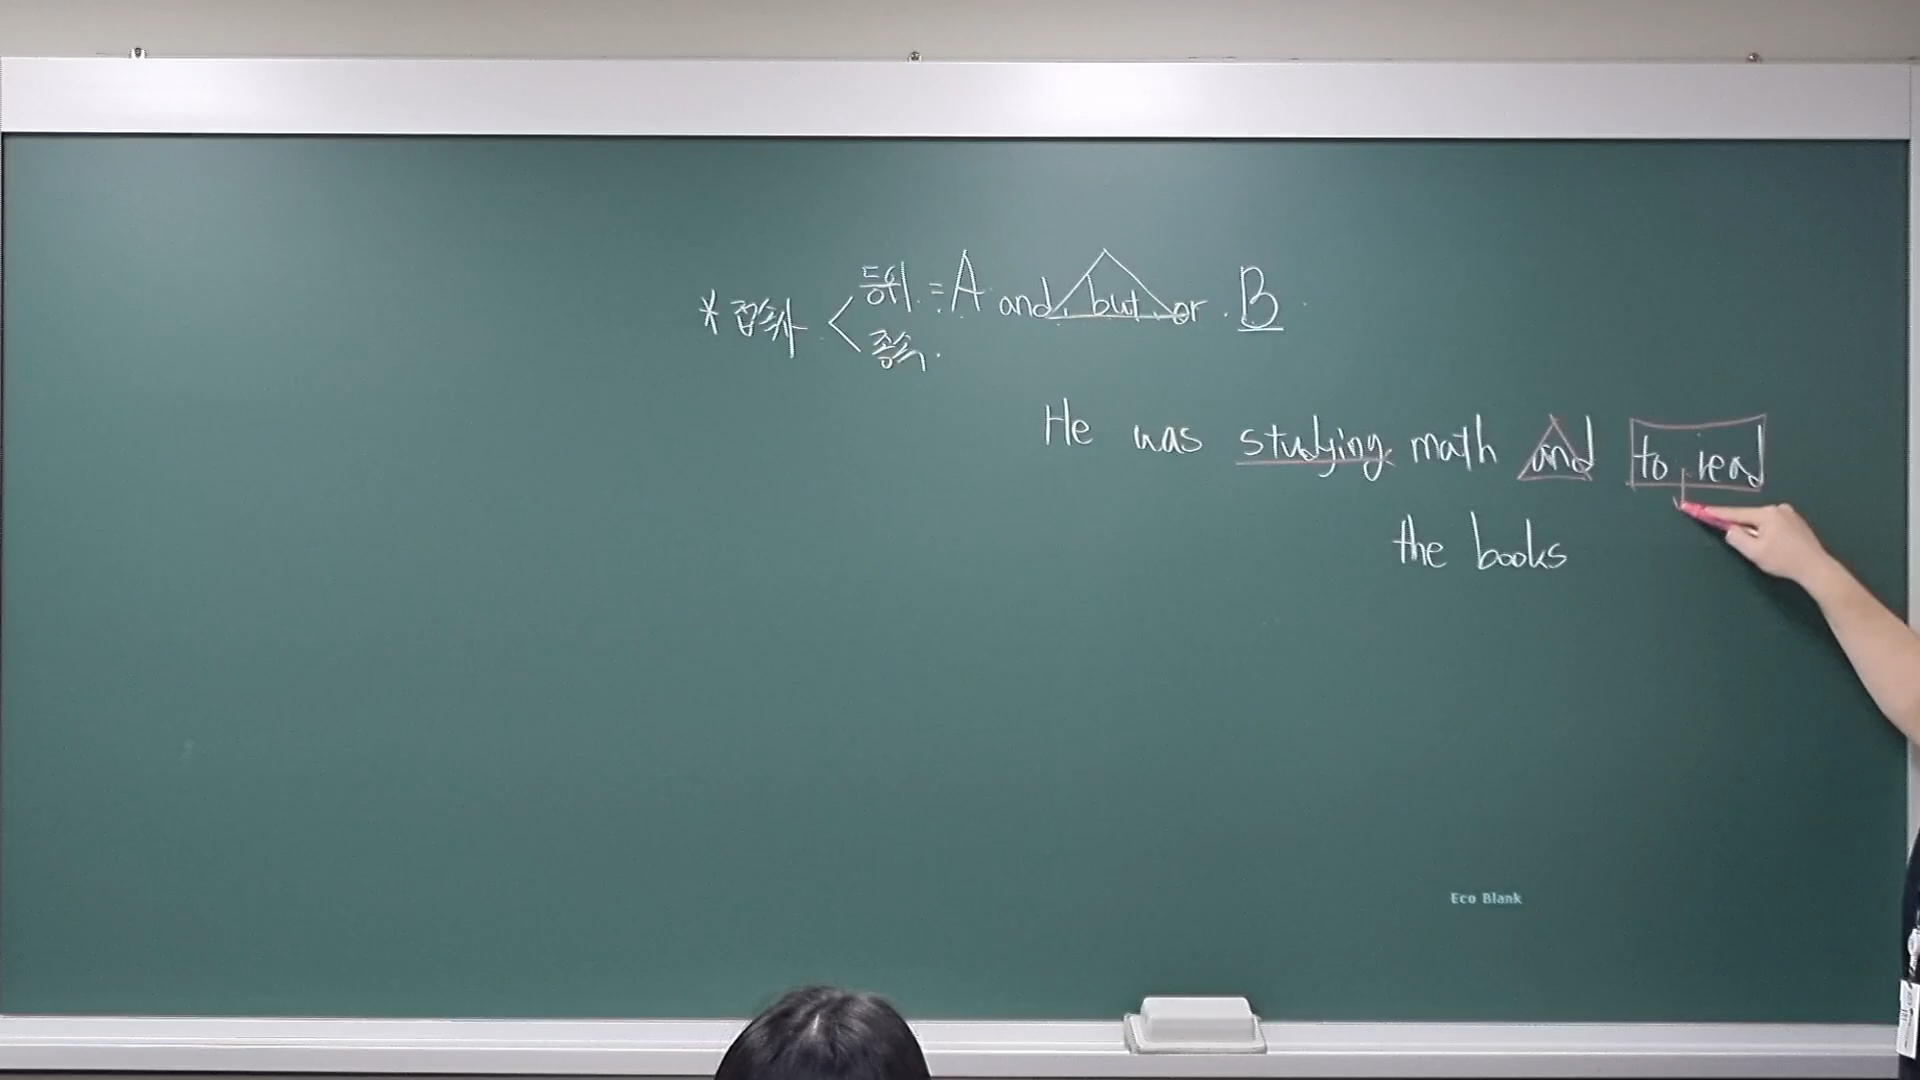 * 접속사 < 등위 = A and, but, or. B
종속.
He was studying math and to read
the books
Eco Blank